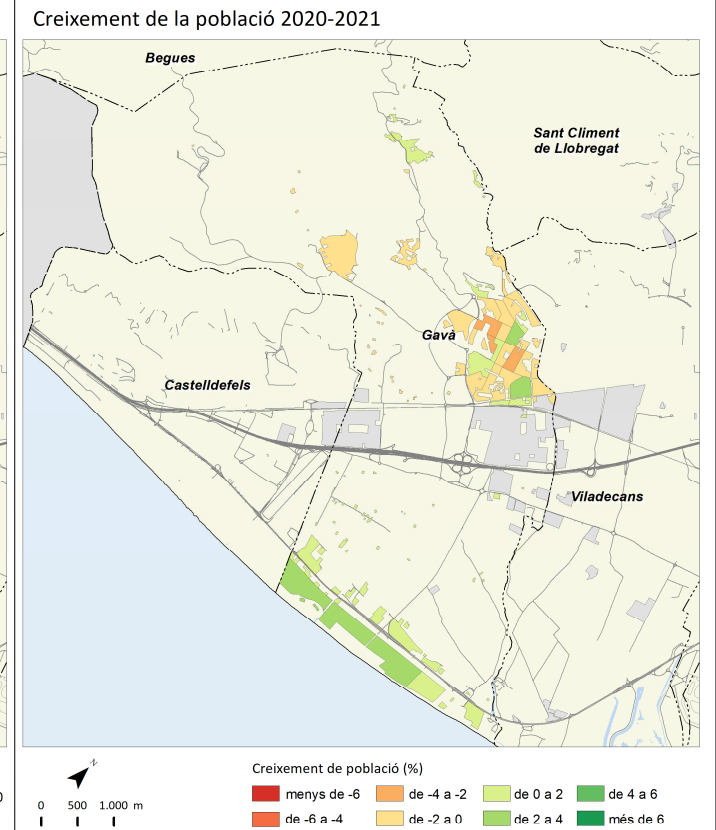 Creixement de la població 2020-2021
Begues
Sant Climent
de Llobregat
Gavà
Castelldefels
Viladecans
N
0 500 1.000 m
Creixement de població (%)
menys de -6
de -4 a -2
de 0 a 2
de 4 a 6
de -6 a -4
de -2 a 0
de 2 a 4
més de 6
0